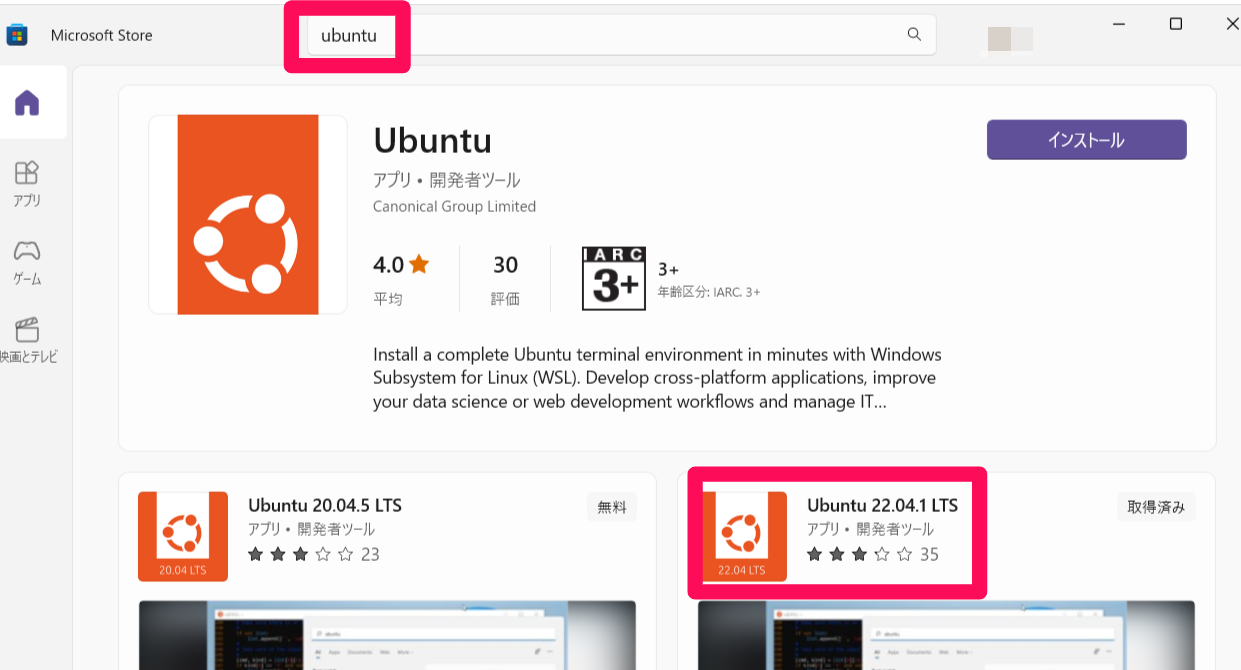 Microsoft Store
ubuntu
Ubuntu
インストール
アプリ • 開発者ツール
Canonical Group Limited
4.0
30
IARC
3+
3+
平均
評価
年齢区分: IARC. 3+
Install a complete Ubuntu terminal environment in minutes with Windows
Subsystem for Linux (WSL). Develop cross-platform applications, improve
your data science or web development workflows and manage IT...
アプリ
ゲーム
映画とテレビ
Ubuntu 20.04.5 LTS
無料
アプリ • 開発者ツール
23
20.04 LTS
Ubuntu 22.04.1 LTS
取得済み
アプリ • 開発者ツール
35
22.04 LTS